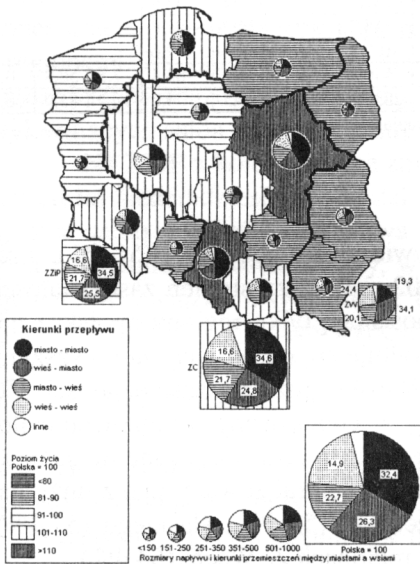 ZZiP
16,6
34,5
21,7
25,5
19,3
24,4
ZW
34,1
20,1
16,6
34,6
ZC
21,7
24,8
Kierunki przepływu
miasto - miasto
wieś - miasto
miasto - wieś
wieś - wieś
inne
Poziom życia
Polska = 100
<80
81-90
91-100
101-110
>110
14,9
32,4
22,7
26,3
<150 151-250 251-350 351-500 501-1000
Polska = 100
Rozmiary napływu i kierunki przemieszczeń między miastami a wsiami